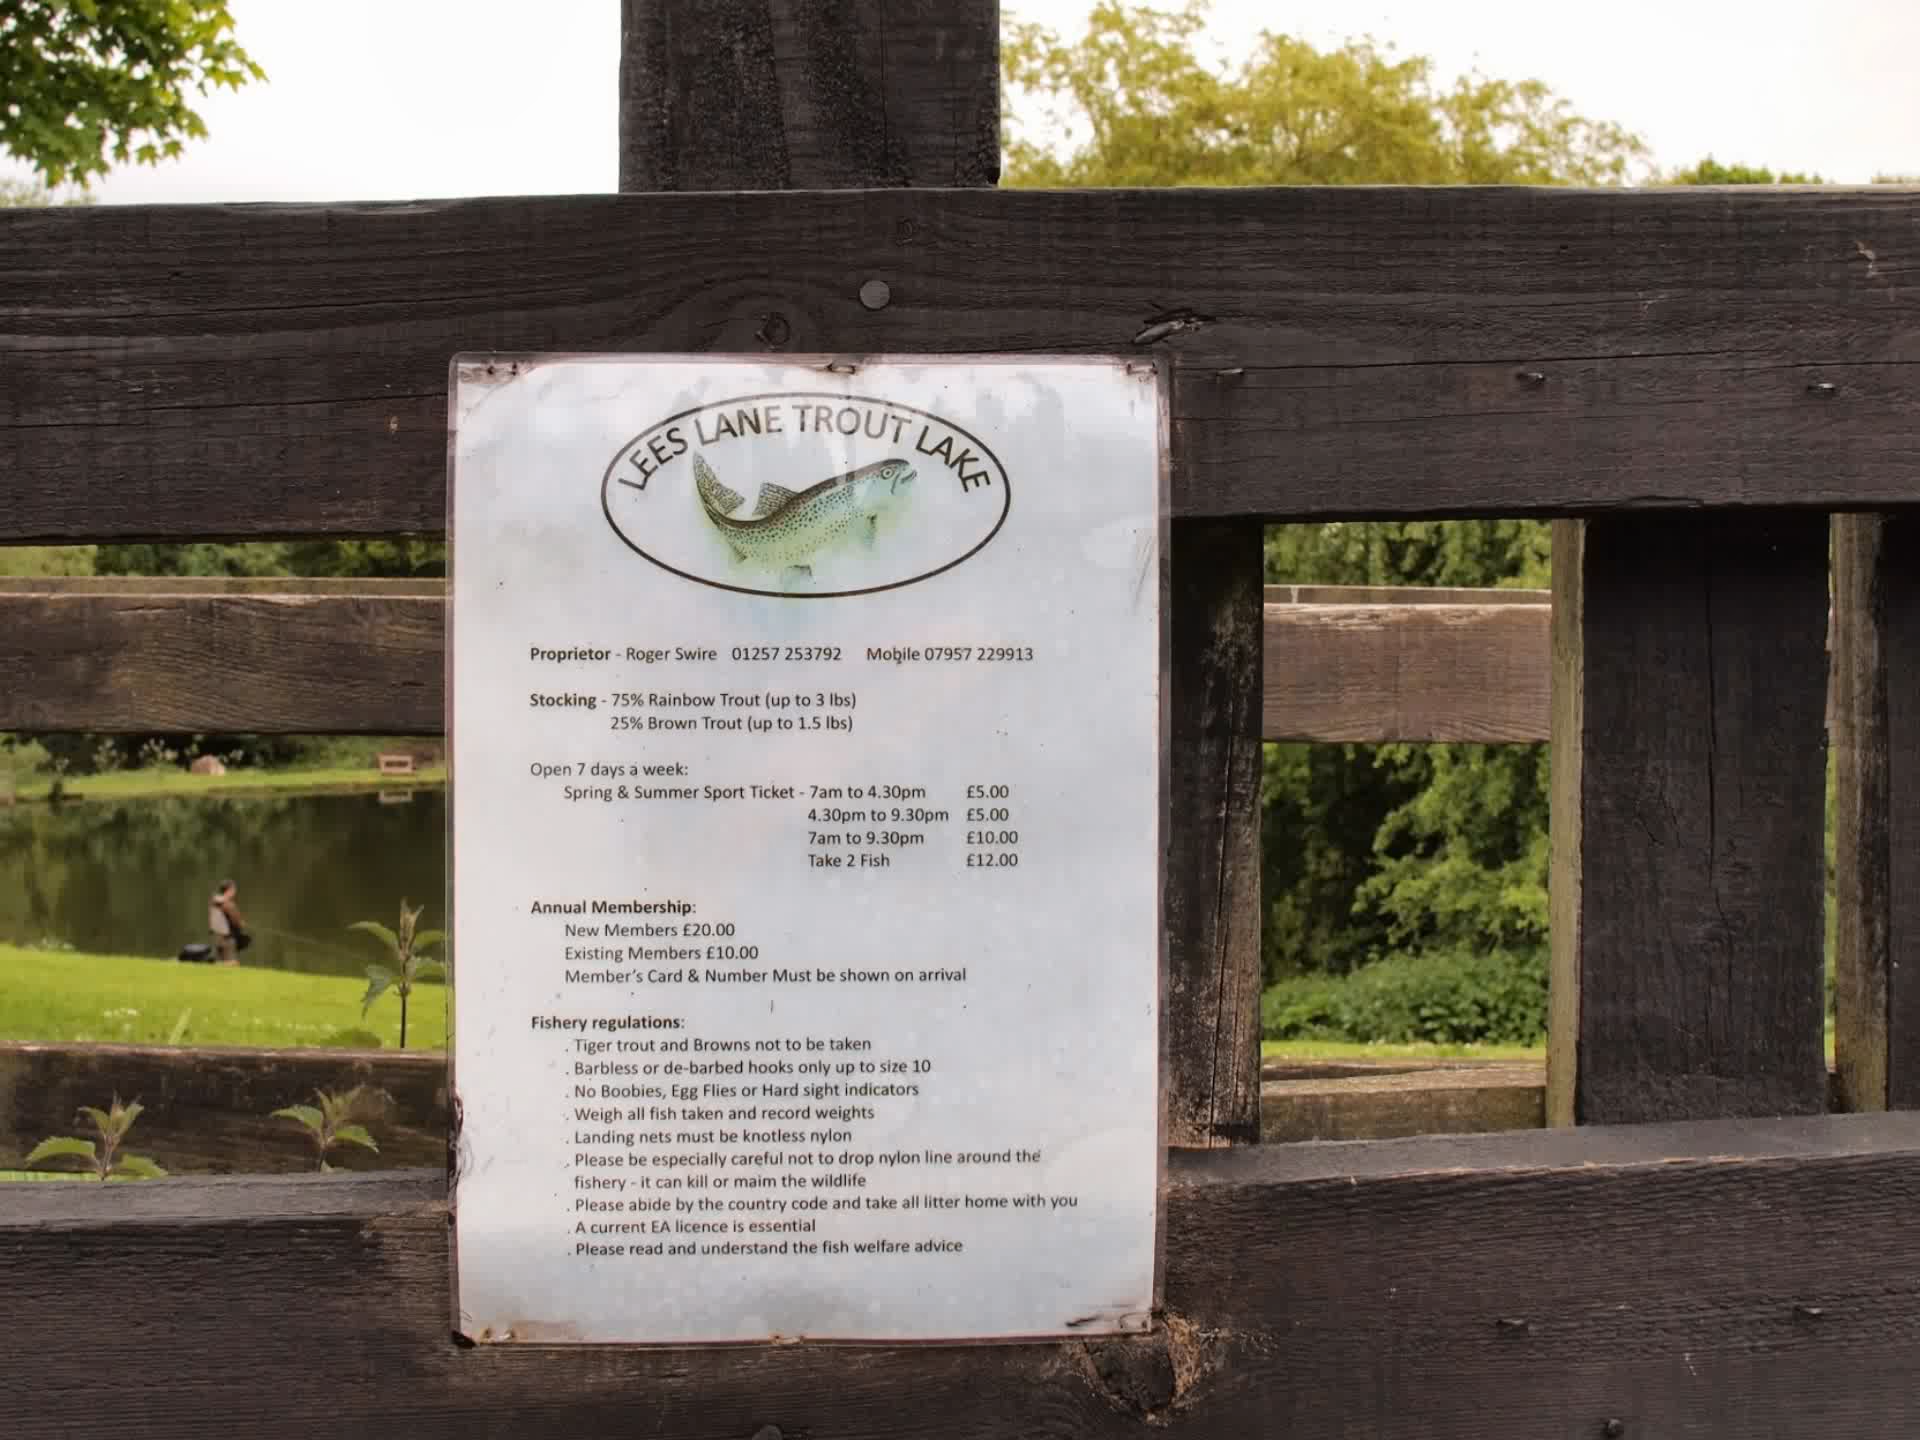 LEES LANE TROUT LAKE
Proprietor - Roger Swire 01257 253792 Mobile 07957 229913
Stocking - 75% Rainbow Trout (up to 3 lbs)
25% Brown Trout (up to 1.5 lbs)
Open 7 days a week:
Spring & Summer Sport Ticket - 7am to 4.30pm £5.00
4.30pm to 9.30pm £5.00
7am to 9.30pm £10.00
Take 2 Fish £12.00
Annual Membership:
New Members £20.00
Existing Members £10.00
Member's Card & Number Must be shown on arrival
Fishery regulations:
. Tiger trout and Browns not to be taken
. Barbless or de-barbed hooks only up to size 10
. No Boobies, Egg Flies or Hard sight indicators
. Weigh all fish taken and record weights
. Landing nets must be knotless nylon
. Please be especially careful not to drop nylon line around the
fishery - it can kill or maim the wildlife
. Please abide by the country code and take all litter home with you
. A current EA licence is essential
. Please read and understand the fish welfare advice